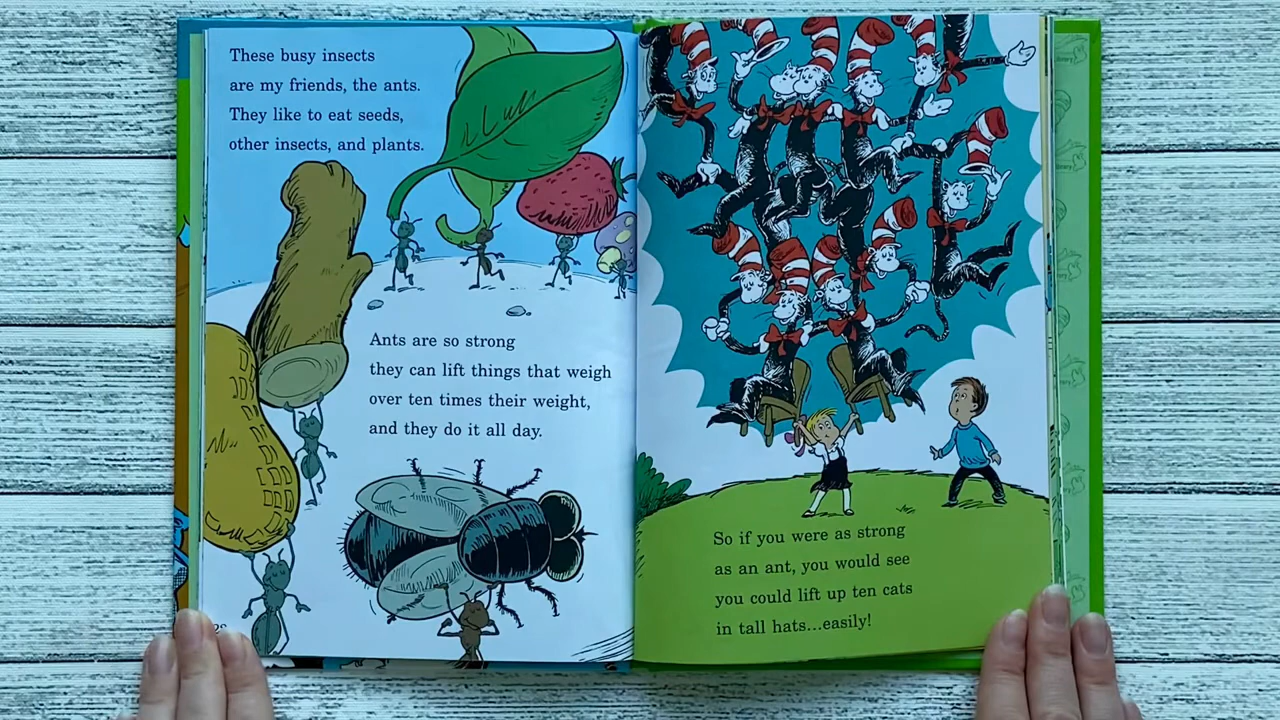 These busy insects
are my friends, the ants.
They like to eat seeds,
other insects, and plants.
Ants are so strong
they can lift things that weigh
over ten times their weight,
and they do it all day.
So if you were as strong
as an ant, you would see
you could lift up ten cats
in tall hats...easily!